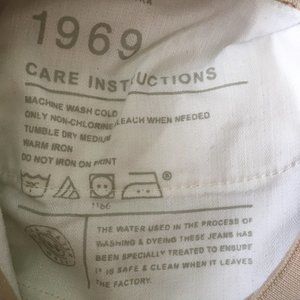 1969
CARE INSTRUCTIONS
MACHINE WASH COLD
ONLY NON-CHLORINE BLEACH WHEN NEEDED
TUMBLE DRY MEDIUM
WARM IRON
DO NOT IRON ON PRINT
®
THE WATER USED IN THE PROCESS OF
WASHING & DYEING THESE JEANS HAS
BEEN SPECIALLY TREATED TO ENSURE
IT IS SAFE & CLEAN WHEN IT LEAVES
THE FACTORY.